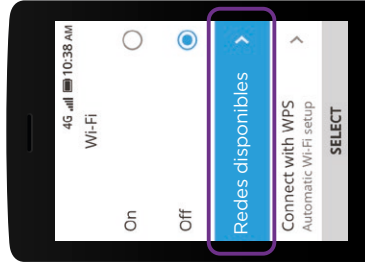 4G 10:38 AM
Wi-Fi
On
Off
Redes disponibles
Connect with WPS
Automatic Wi-Fi setup
SELECT